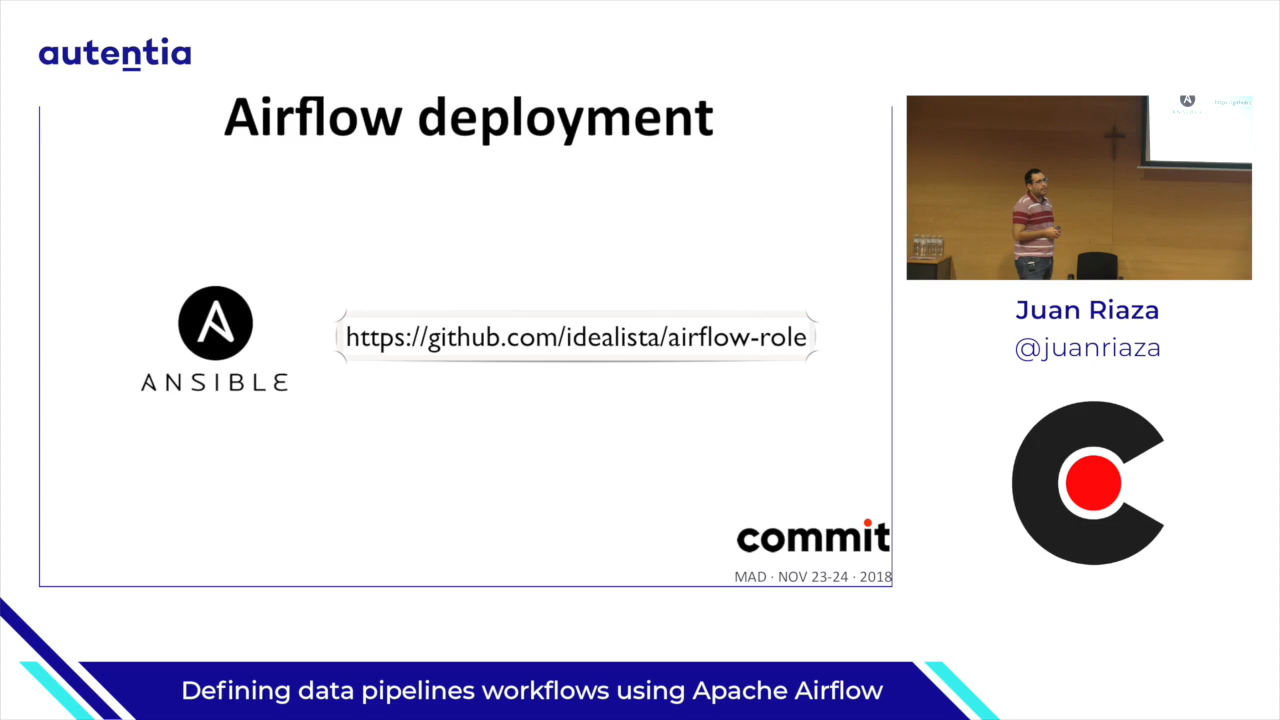 autentia
Airflow deployment
ANSIBLE
https://github.com/idealista/airflow-role
commit
MAD · NOV 23-24 · 2018
Juan Riaza
@juanriaza
Defining data pipelines workflows using Apache Airflow